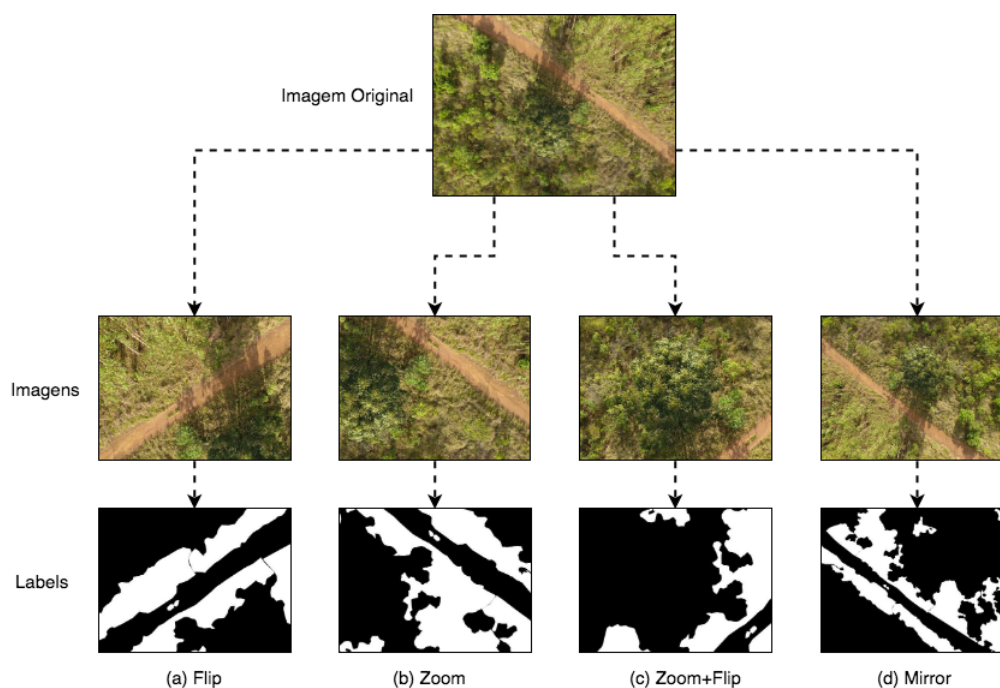 Imagem Original
Imagens
Labels
(a) Flip
(b) Zoom
(c) Zoom+Flip
(d) Mirror